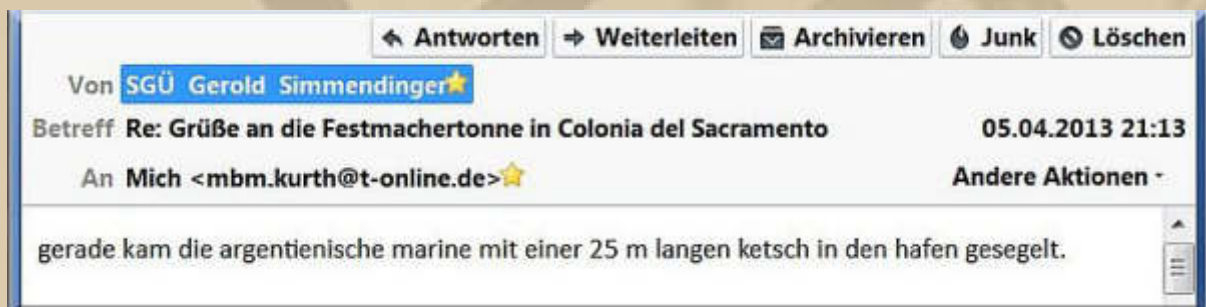 Antworten Weiterleiten Archivieren Junk Löschen
Von SGÜ Gerold Simmendinger
Betreff Re: Grüße an die Festmachertonne in Colonia del Sacramento 05.04.2013 21:13
An Mich <mbm.kurth@t-online.de> Andere Aktionen
gerade kam die argentienische marine mit einer 25 m langen ketsch in den hafen gesegelt.